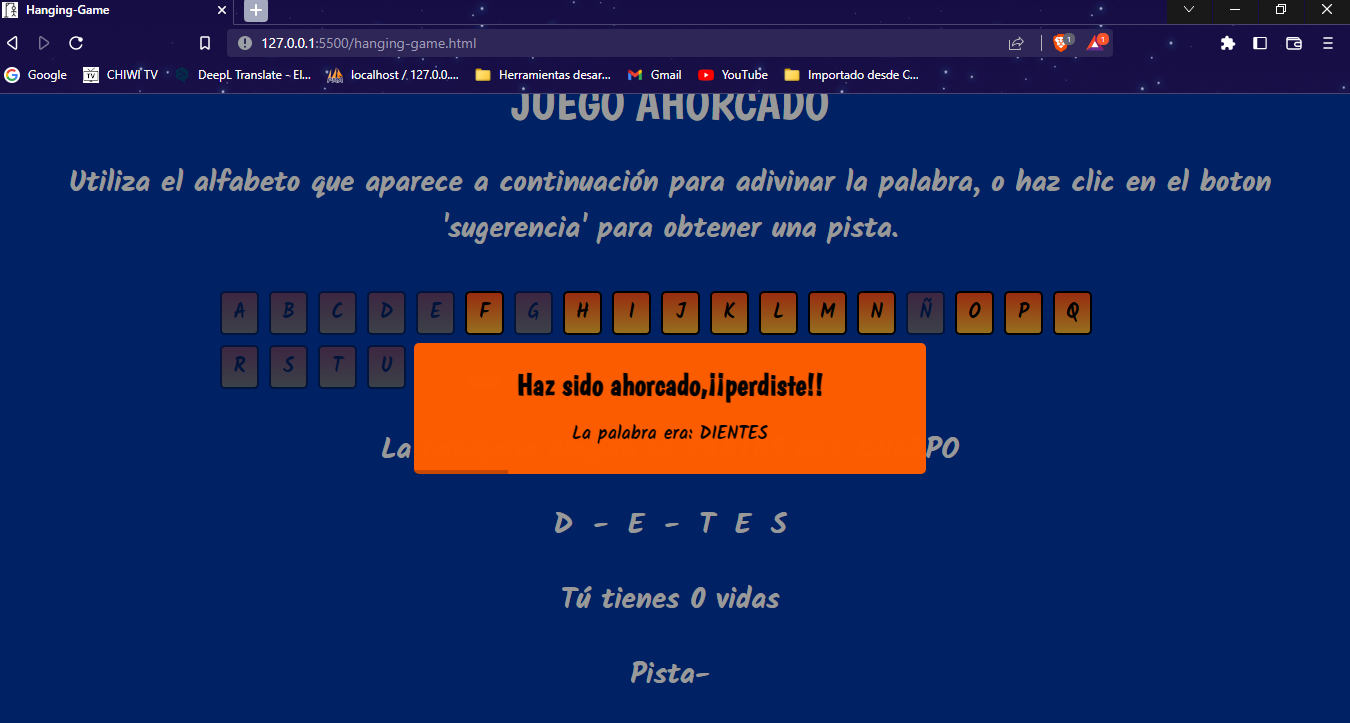 Hanging-Game
127.0.0.1:5500/hanging-game.html
1
1
Google
TV
CHIWI TV
DeepL Translate – El...
localhost / 127.0.0....
Herramientas desar...
Gmail
YouTube
Importado desde C...
JUEGO AHORCADO
Utiliza el alfabeto que aparece a continuación para adivinar la palabra, o haz clic en el boton
'sugerencia' para obtener una pista.
A B C D E F G H I J K L M N Ñ O P Q
R S T U
Haz sido ahorcado,¡¡perdiste!!
La palabra era: DIENTES
La PO
D - E - T E S
Tú tienes 0 vidas
Pista-